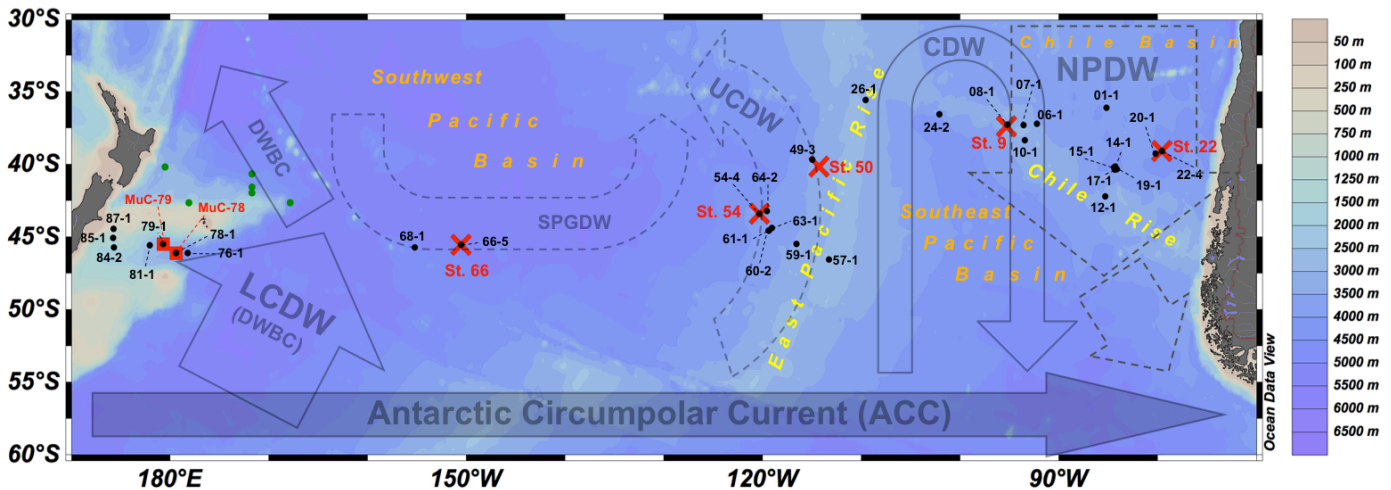 30°S
35°S
40°S
45°S
50°S
55°S
60°S
180°E
150°W
120°W
90°W
Southwest
Pacific
Basin
DWBC
SPGDW
LCDW
(DWBC)
UCDW
CDW
NPDW
Chile Basin
Chile Rise
East Pacific Rise
Southeast
Pacific
Basin
Antarctic Circumpolar Current (ACC)
MuC-79
MuC-78
87-1
85-1
84-2
79-1
81-1
78-1
76-1
68-1
66-5
St. 66
54-4
64-2
St. 54
61-1
60-2
63-1
59-1
57-1
49-3
St. 50
26-1
24-2
08-1
07-1
St. 9
06-1
10-1
01-1
15-1
14-1
17-1
19-1
12-1
20-1
St. 22
22-4
Ocean Data View
50 m
100 m
250 m
500 m
750 m
1000 m
1250 m
1500 m
2000 m
2500 m
3000 m
3500 m
4000 m
4500 m
5000 m
5500 m
6000 m
6500 m